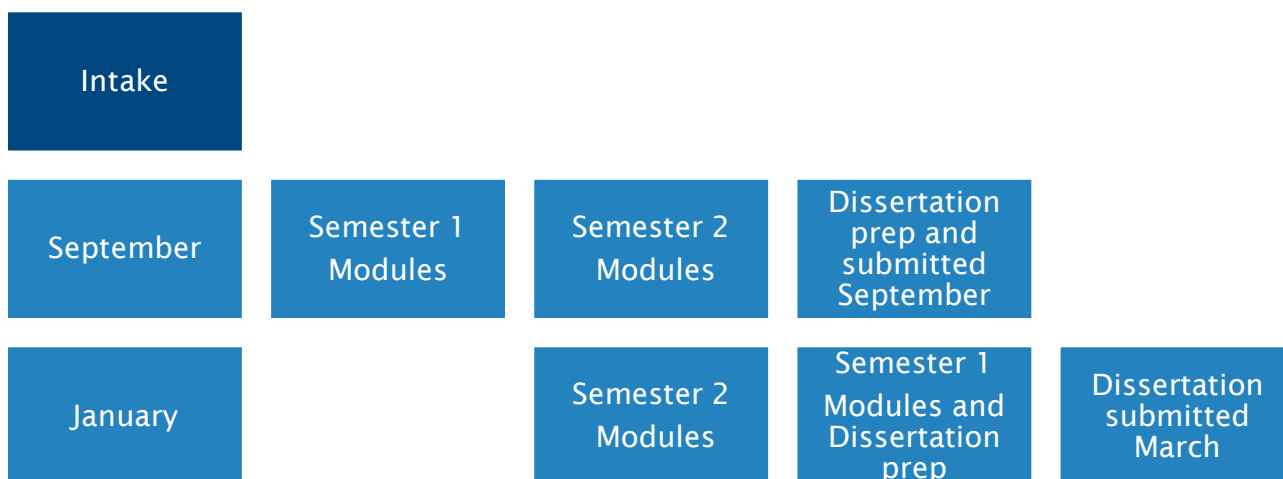 Intake
September
Semester 1
Modules
Semester 2
Modules
Dissertation
prep and
submitted
September
January
Semester 2
Modules
Semester 1
Modules and
Dissertation
prep
Dissertation
submitted
March